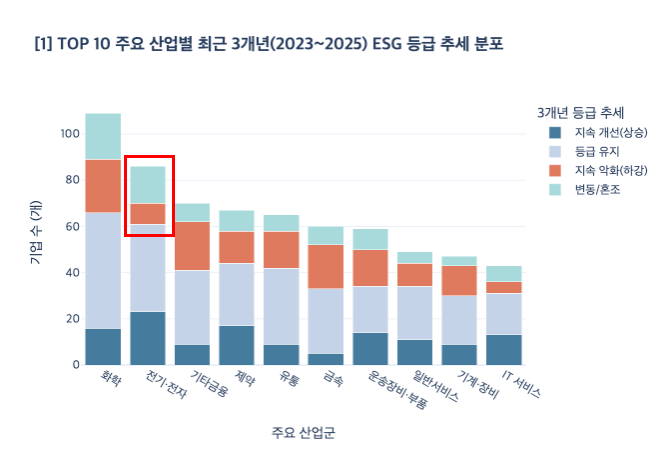 [1] TOP 10 주요 산업별 최근 3개년(2023~2025) ESG 등급 추세 분포
3개년 등급 추세
지속 개선(상승)
등급 유지
지속 악화(하강)
변동/혼조
기업 수 (개)
100
80
60
40
20
0
화학
전기·전자
기타금융
제약
유통
금속
운송장비·부품
일반서비스
기계·장비
IT 서비스
주요 산업군